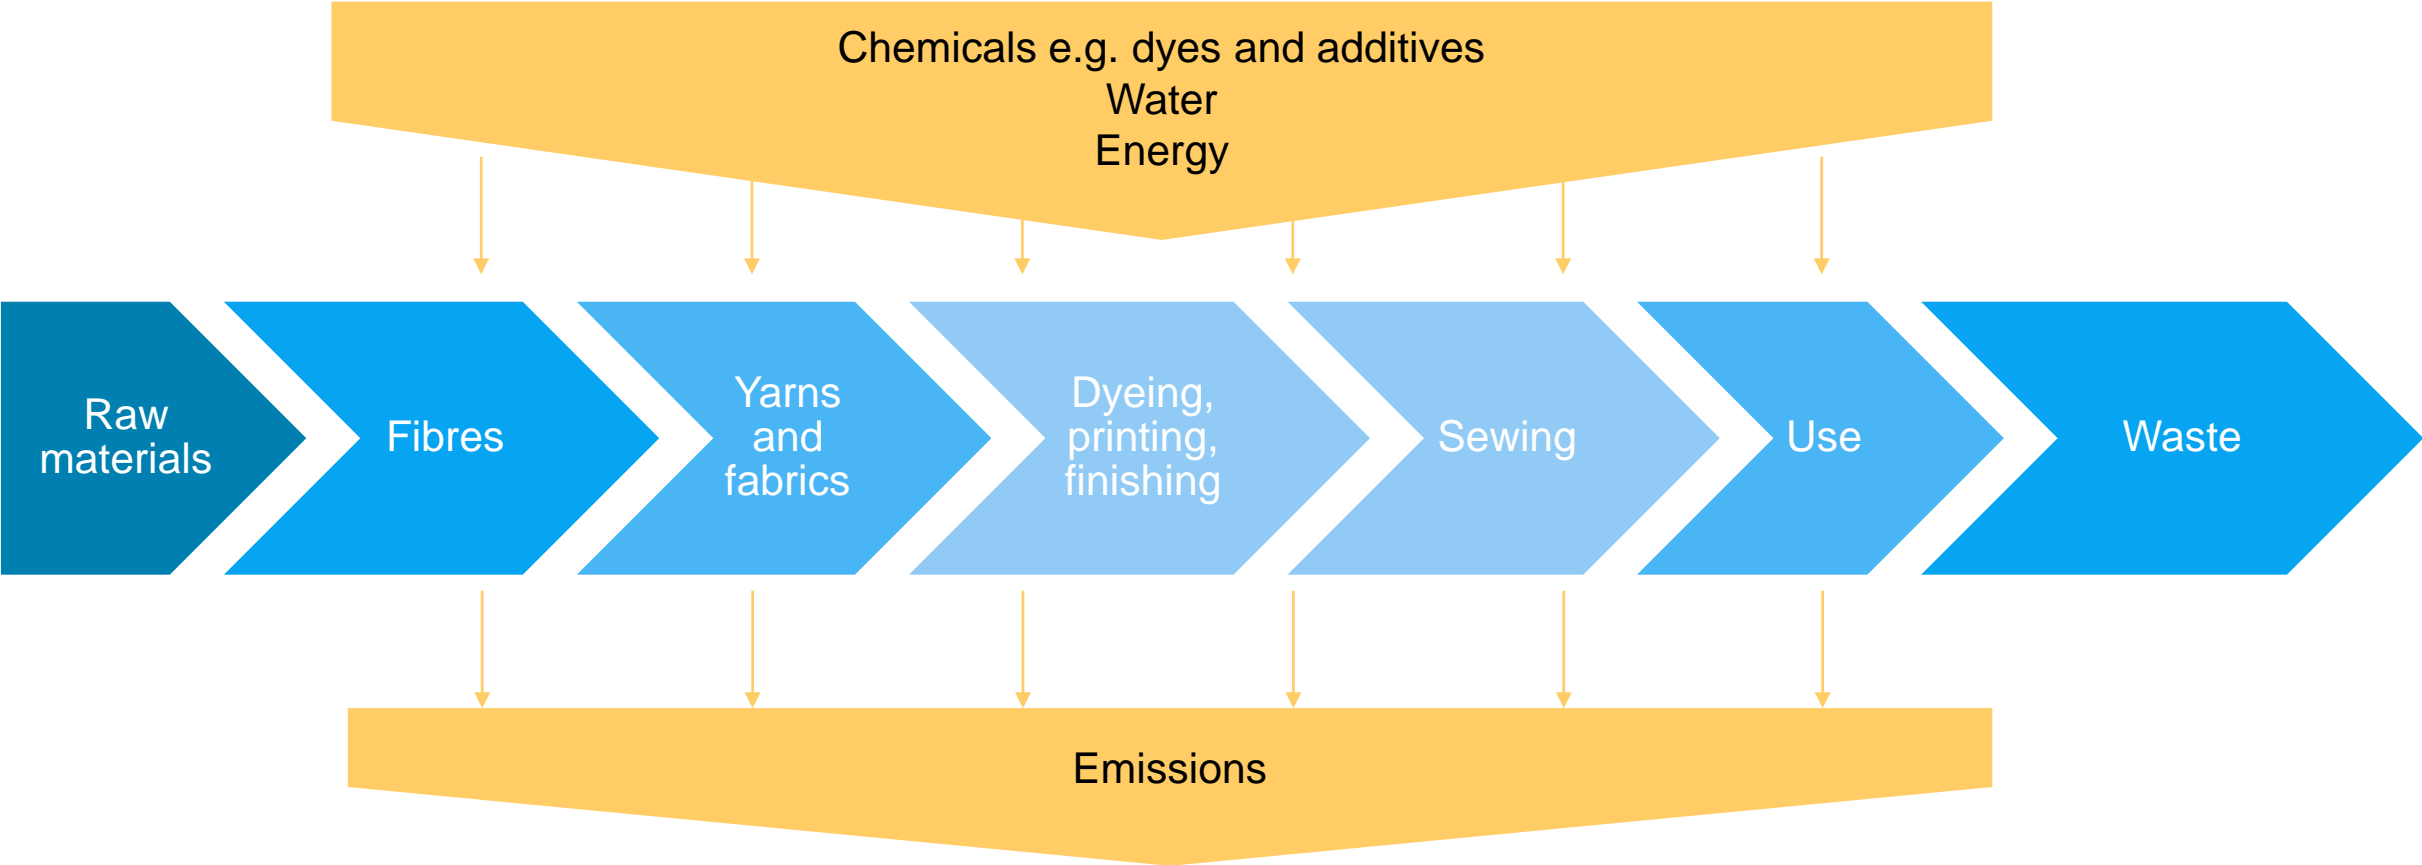 Chemicals e.g. dyes and additives
Water
Energy
Raw
materials
Fibres
Yarns
and
fabrics
Dyeing,
printing,
finishing
Sewing
Use
Waste
Emissions